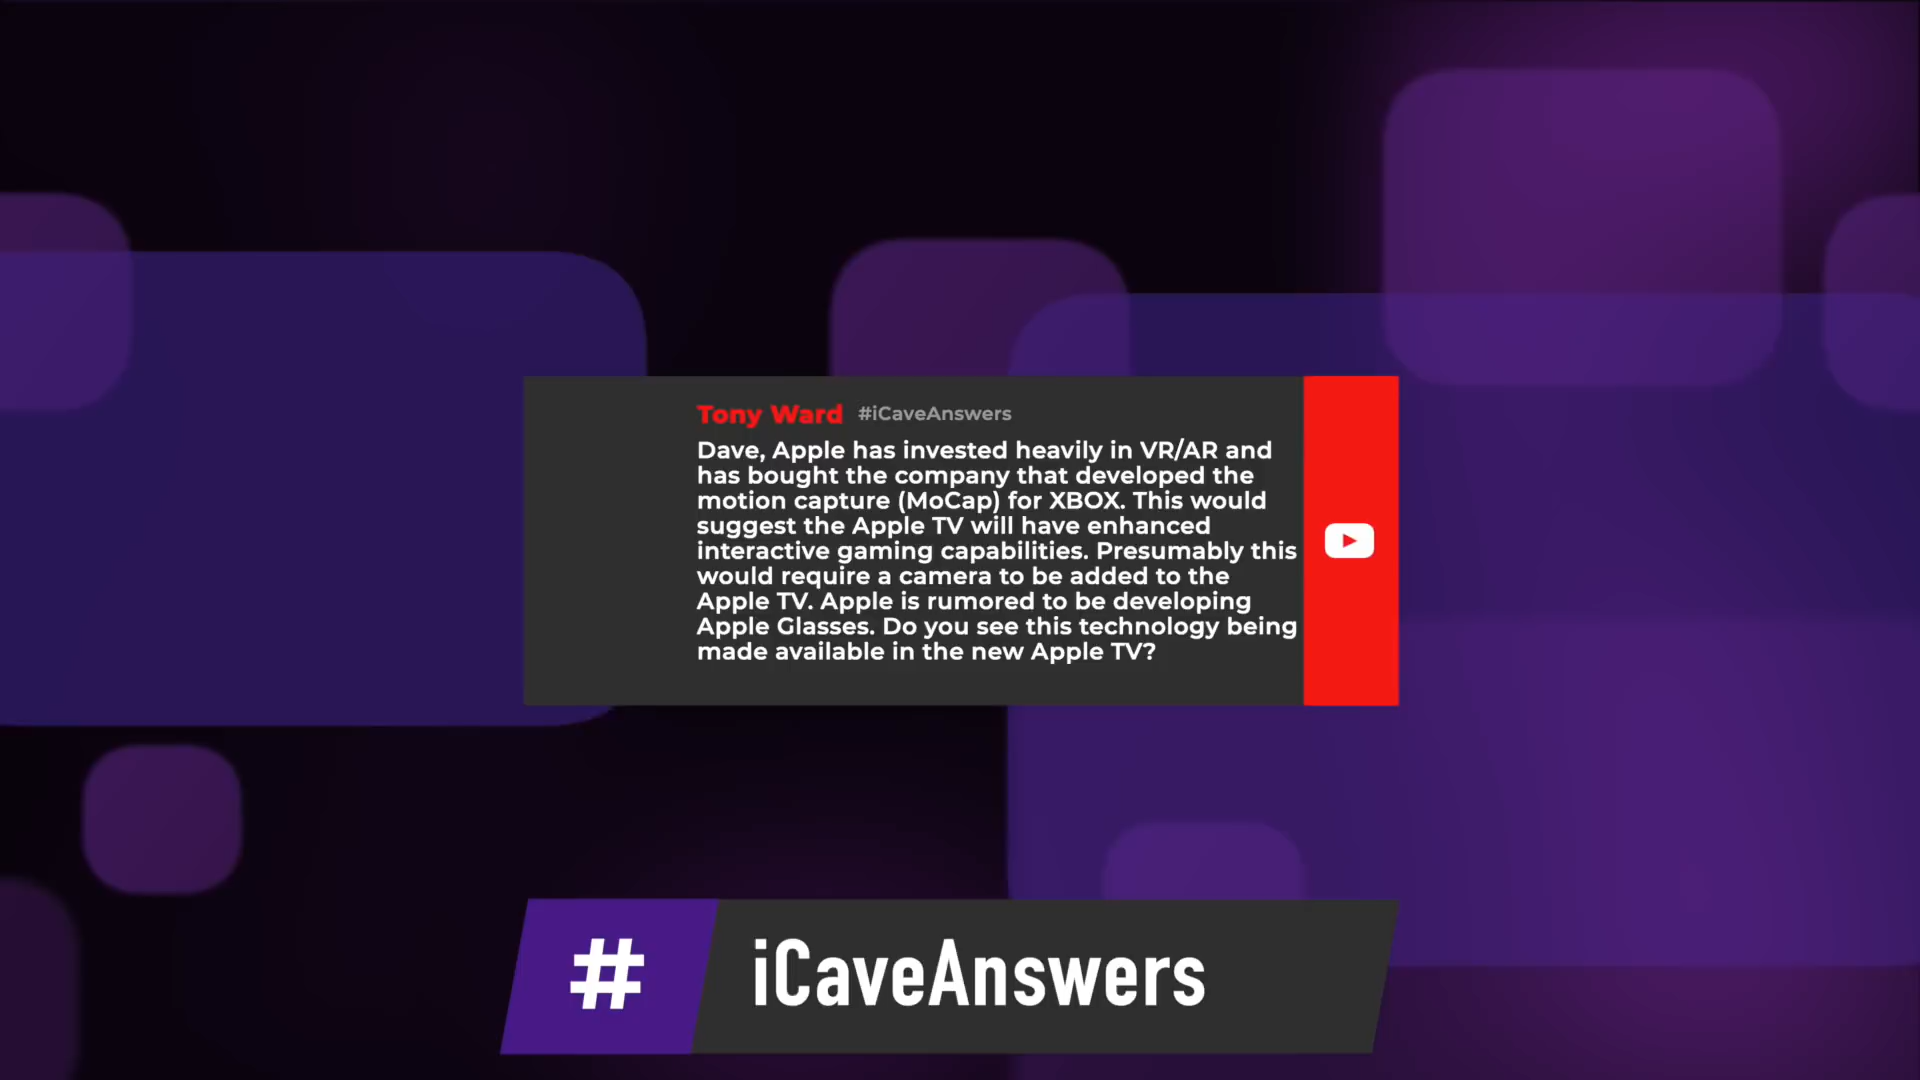 Tony Ward #iCaveAnswers
Dave, Apple has invested heavily in VR/AR and
has bought the company that developed the
motion capture (MoCap) for XBOX. This would
suggest the Apple TV will have enhanced
interactive gaming capabilities. Presumably this
would require a camera to be added to the
Apple TV. Apple is rumored to be developing
Apple Glasses. Do you see this technology being
made available in the new Apple TV?
# iCaveAnswers